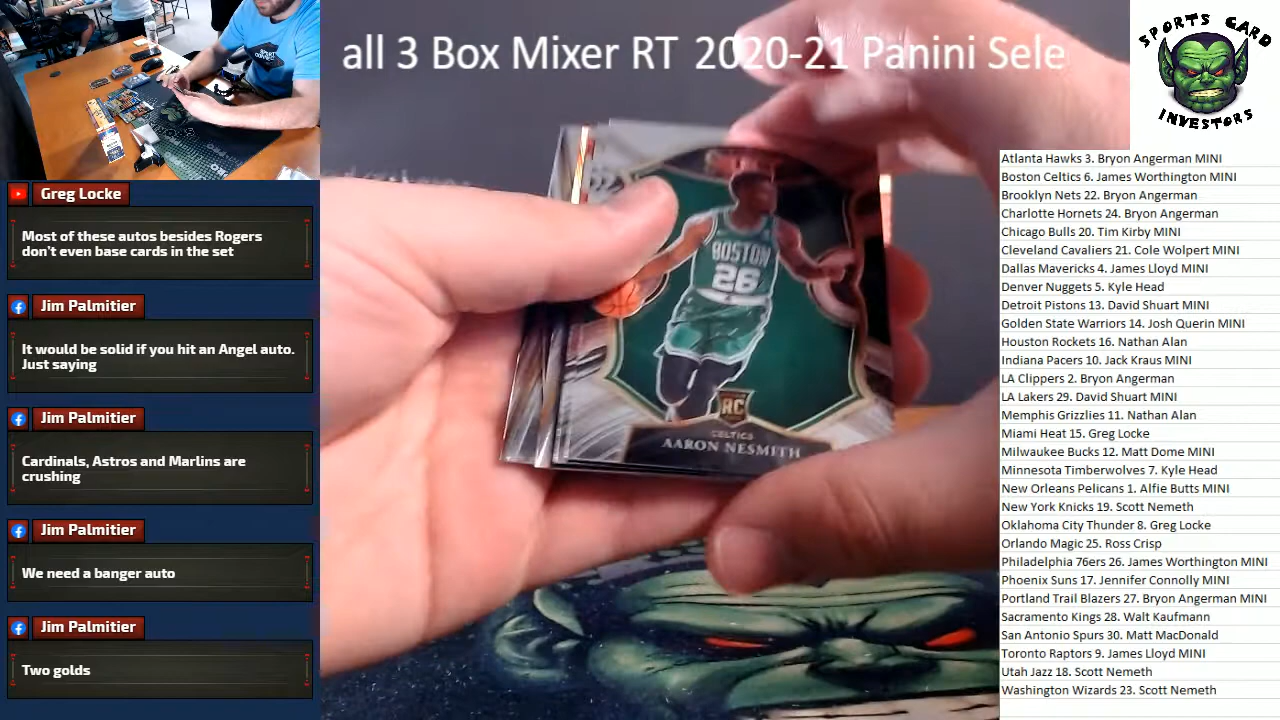 all 3 Box Mixer RT 2020-21 Panini Sele
SPORTS CARD
INVESTORS
Greg Locke
Most of these autos besides Rogers
don't even base cards in the set
Jim Palmitier
It would be solid if you hit an Angel auto.
Just saying
Jim Palmitier
Cardinals, Astros and Marlins are
crushing
Jim Palmitier
We need a banger auto
Jim Palmitier
Two golds
BOSTON
26
RC
CELTICS
AARON NESMITH
Atlanta Hawks 3. Bryon Angerman MINI
Boston Celtics 6. James Worthington MINI
Brooklyn Nets 22. Bryon Angerman
Charlotte Hornets 24. Bryon Angerman
Chicago Bulls 20. Tim Kirby MINI
Cleveland Cavaliers 21. Cole Wolpert MINI
Dallas Mavericks 4. James Lloyd MINI
Denver Nuggets 5. Kyle Head
Detroit Pistons 13. David Shuart MINI
Golden State Warriors 14. Josh Querin MINI
Houston Rockets 16. Nathan Alan
Indiana Pacers 10. Jack Kraus MINI
LA Clippers 2. Bryon Angerman
LA Lakers 29. David Shuart MINI
Memphis Grizzlies 11. Nathan Alan
Miami Heat 15. Greg Locke
Milwaukee Bucks 12. Matt Dome MINI
Minnesota Timberwolves 7. Kyle Head
New Orleans Pelicans 1. Alfie Butts MINI
New York Knicks 19. Scott Nemeth
Oklahoma City Thunder 8. Greg Locke
Orlando Magic 25. Ross Crisp
Philadelphia 76ers 26. James Worthington MINI
Phoenix Suns 17. Jennifer Connolly MINI
Portland Trail Blazers 27. Bryon Angerman MINI
Sacramento Kings 28. Walt Kaufmann
San Antonio Spurs 30. Matt MacDonald
Toronto Raptors 9. James Lloyd MINI
Utah Jazz 18. Scott Nemeth
Washington Wizards 23. Scott Nemeth